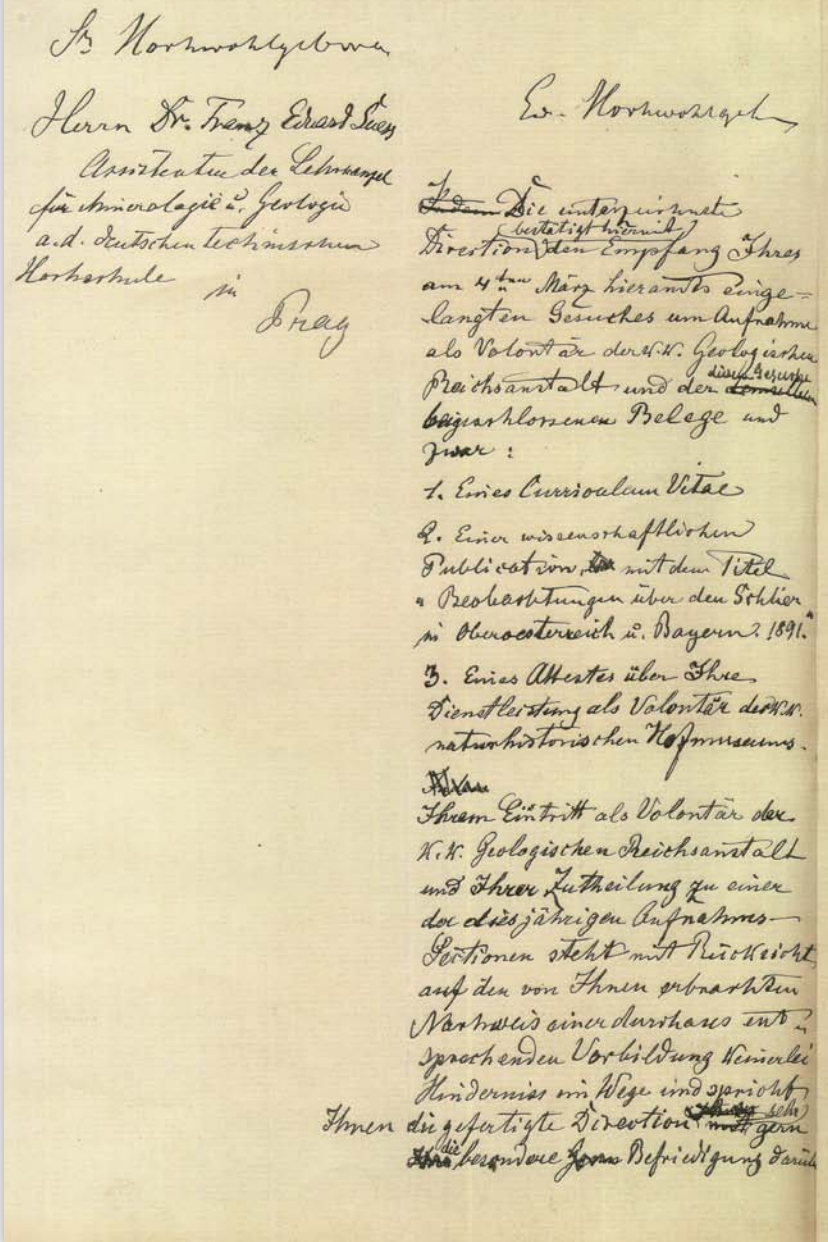 Sr Hochwohlgeboren
Herrn Dr. Franz Eduard Suess
Assistenten der Lehrkanzel
für Mineralogie u. Geologie
a. d. deutschen technischen
Hochschule
in
Prag
Ew. Hochwohlgeb
Indem Die unterzeichnete
bestätigt hiermit
Direction den Empfang Ihres
am 4ten März hieramts einge=
langten Gesuches um Aufnahme
als Volontär der k. k. Geologischen
diesem Gesuche
Reichsanstalt und der demselben
beigeschlossenen Belege und
zwar :
1. Eines Curriculum Vitae
2. Einer wissenschaftlichen
Publication mit dem Titel
"Beobachtungen über den Schlier
in Oberoesterreich u. Bayern. 1891."
3. Eines Attestes über Ihre
Dienstleistung als Volontär des k. k.
naturhistorischen Hofmuseums.
Ihrem Eintritt als Volontär der
K. K. Geologischen Reichsanstalt
und Ihrer Zutheilung zu einer
der diesjährigen Aufnahms-
Sectionen steht mit Rücksicht
auf den von Ihnen erbrachten
Nachweis einer durchaus ent=
sprechenden Vorbildung keinerlei
Hinderniss im Wege und spricht
sehr
Ihnen die gefertigte Direction gern
die
besondere Befriedigung darüber